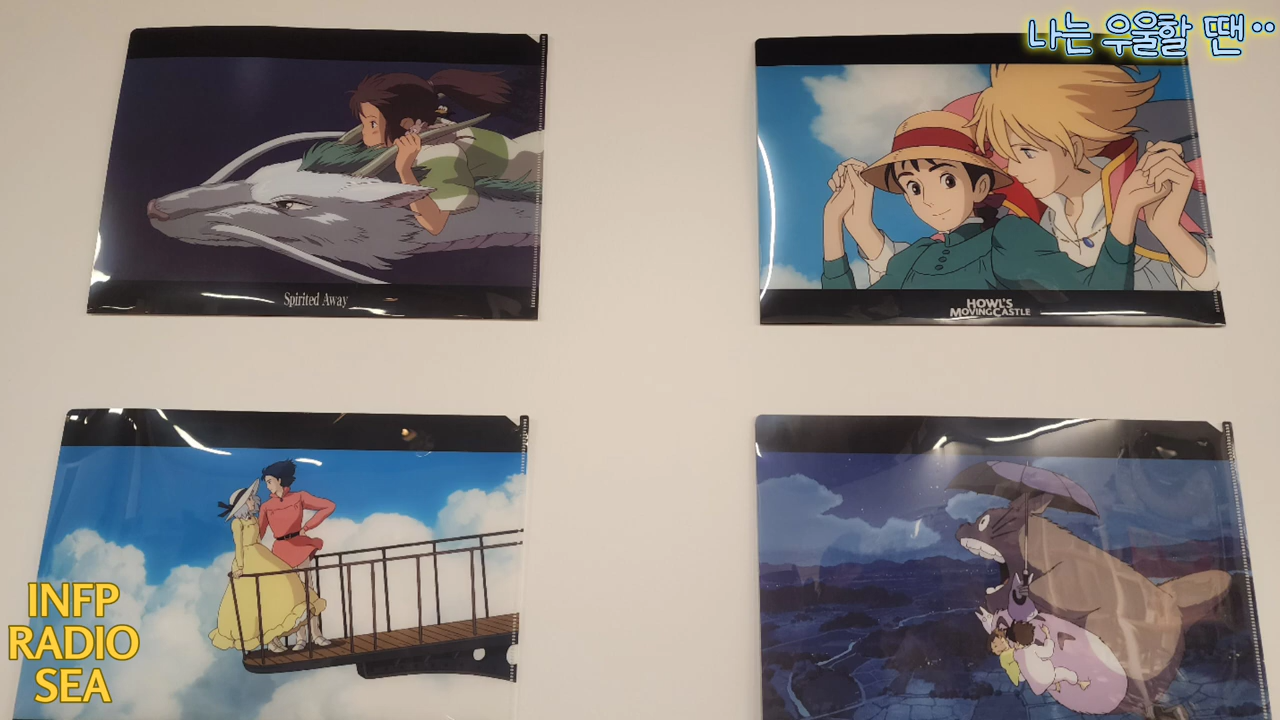 나는 우울할 땐··
Spirited Away
HOWL'S
MOVING CASTLE
INFP
RADIO
SEA